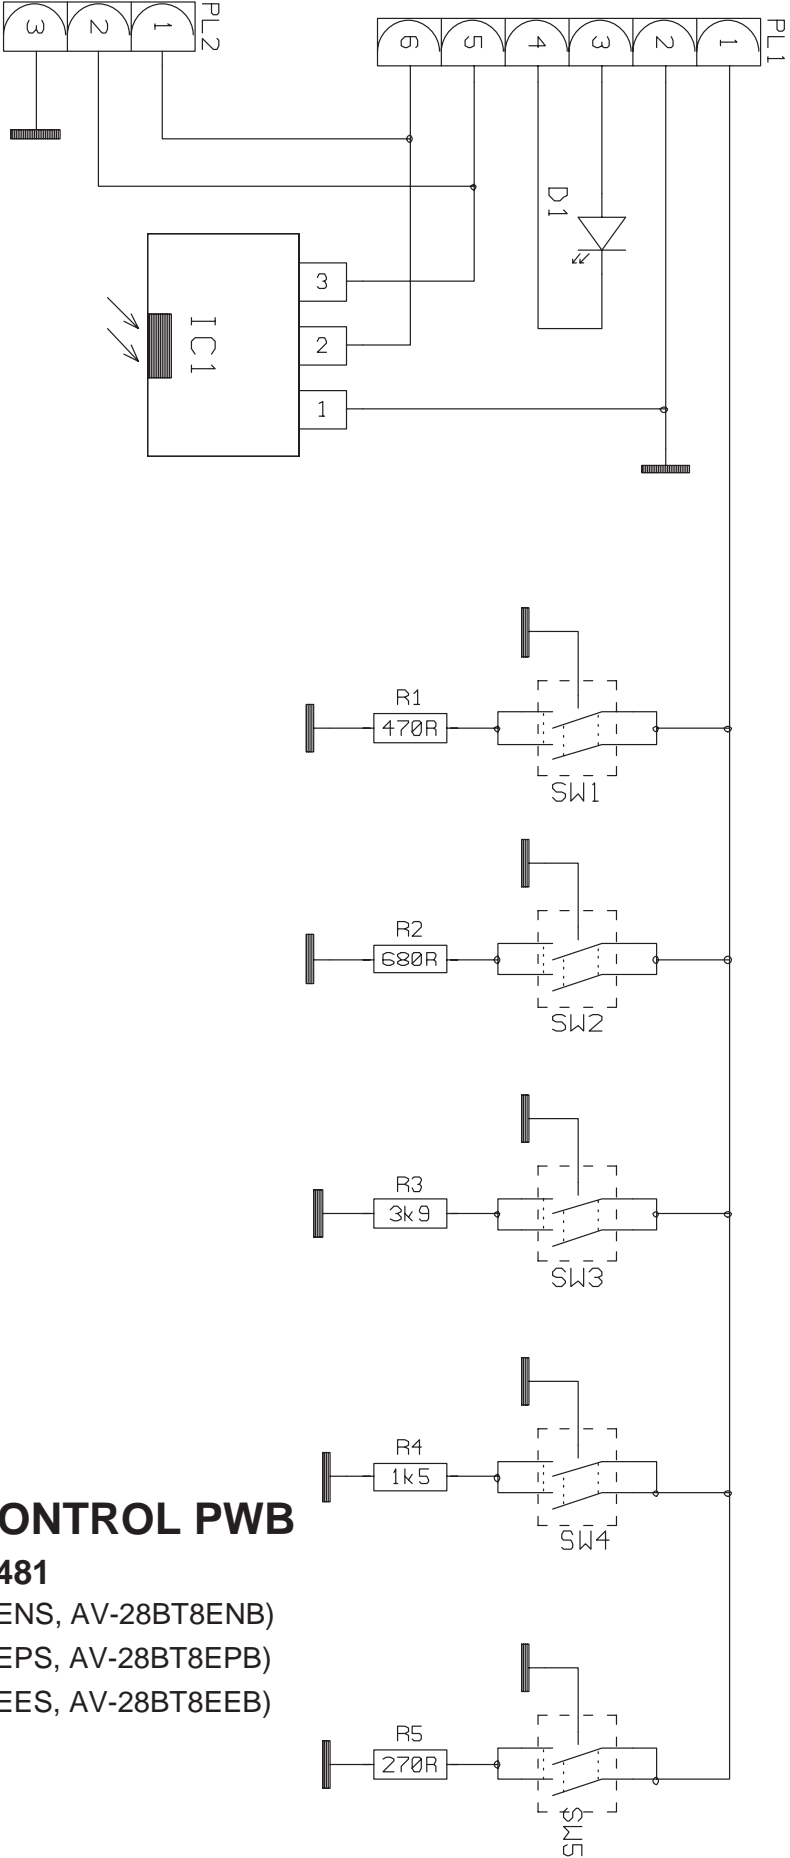 3 2 1 PL2
6 5 4 3 2 1 PL1
D1
3
2
1
IC1
R1
470R
SW1
R2
680R
SW2
R3
3k9
SW3
R4
1k5
SW4
ONTROL PWB
481
ENS, AV-28BT8ENB)
EPS, AV-28BT8EPB)
EES, AV-28BT8EEB)
R5
270R
SW5